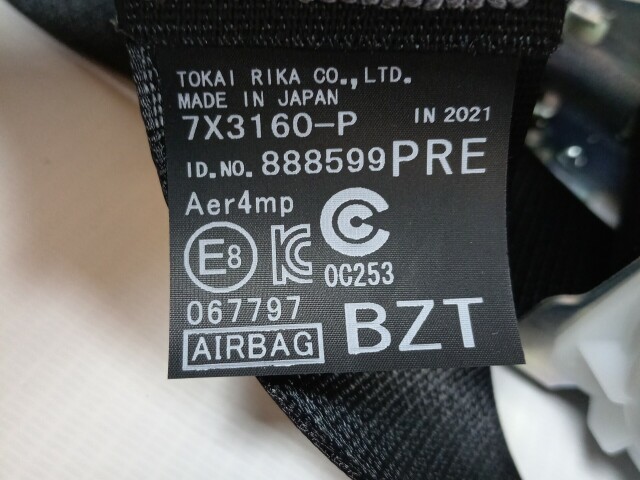 TOKAI RIKA CO.,LTD.
MADE IN JAPAN
7X3160-P IN 2021
ID.NO. 888599 PRE
Aer4mp
E8 KC CC
OC253
067797
AIRBAG BZT